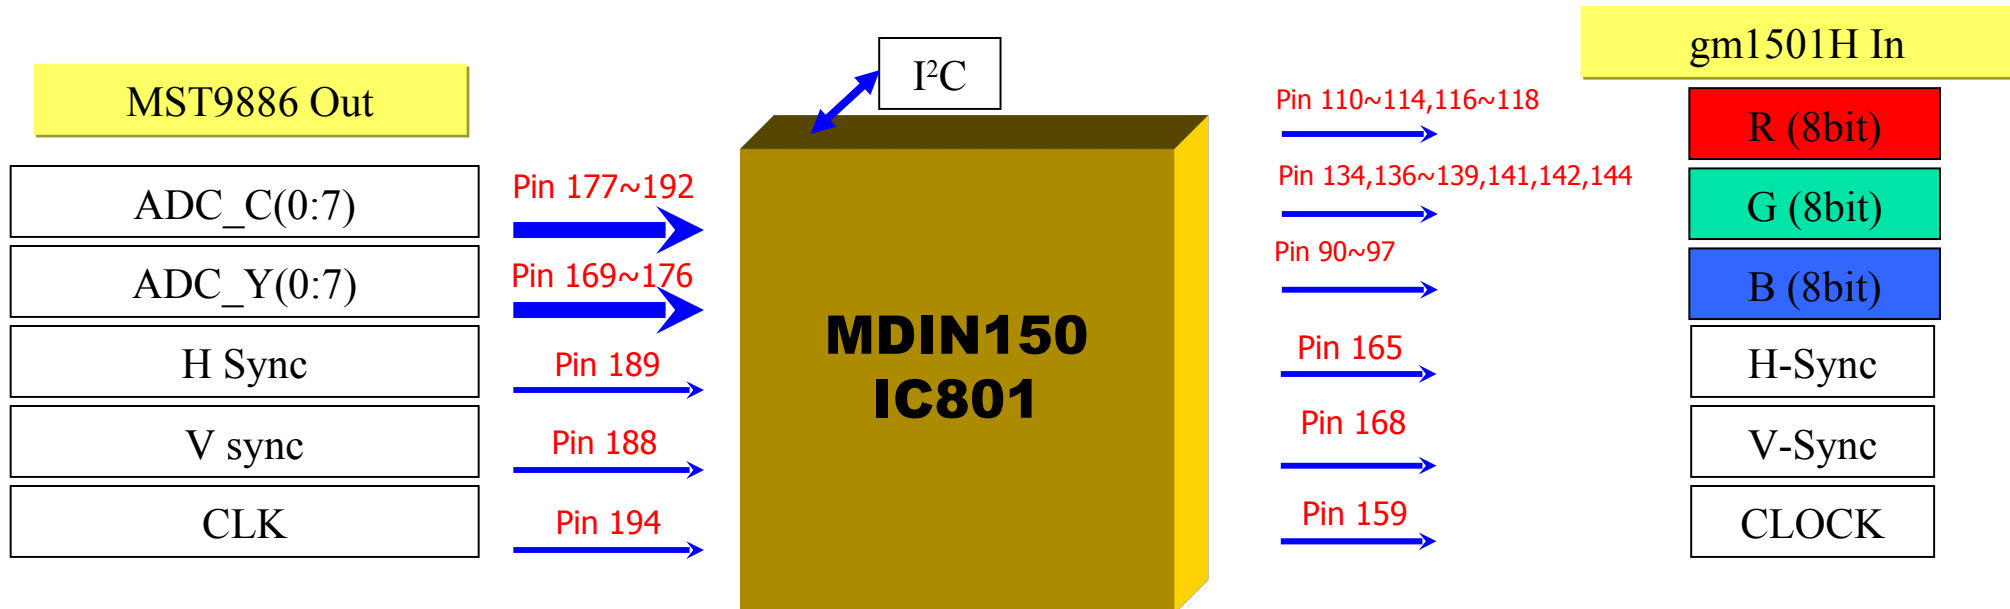 MST9886 Out
ADC_C(0:7)
ADC_Y(0:7)
H Sync
V sync
CLK
Pin 177~192
Pin 169~176
Pin 189
Pin 188
Pin 194
I²C
MDIN150
IC801
Pin 110~114,116~118
Pin 134,136~139,141,142,144
Pin 90~97
Pin 165
Pin 168
Pin 159
gm1501H In
R (8bit)
G (8bit)
B (8bit)
H-Sync
V-Sync
CLOCK